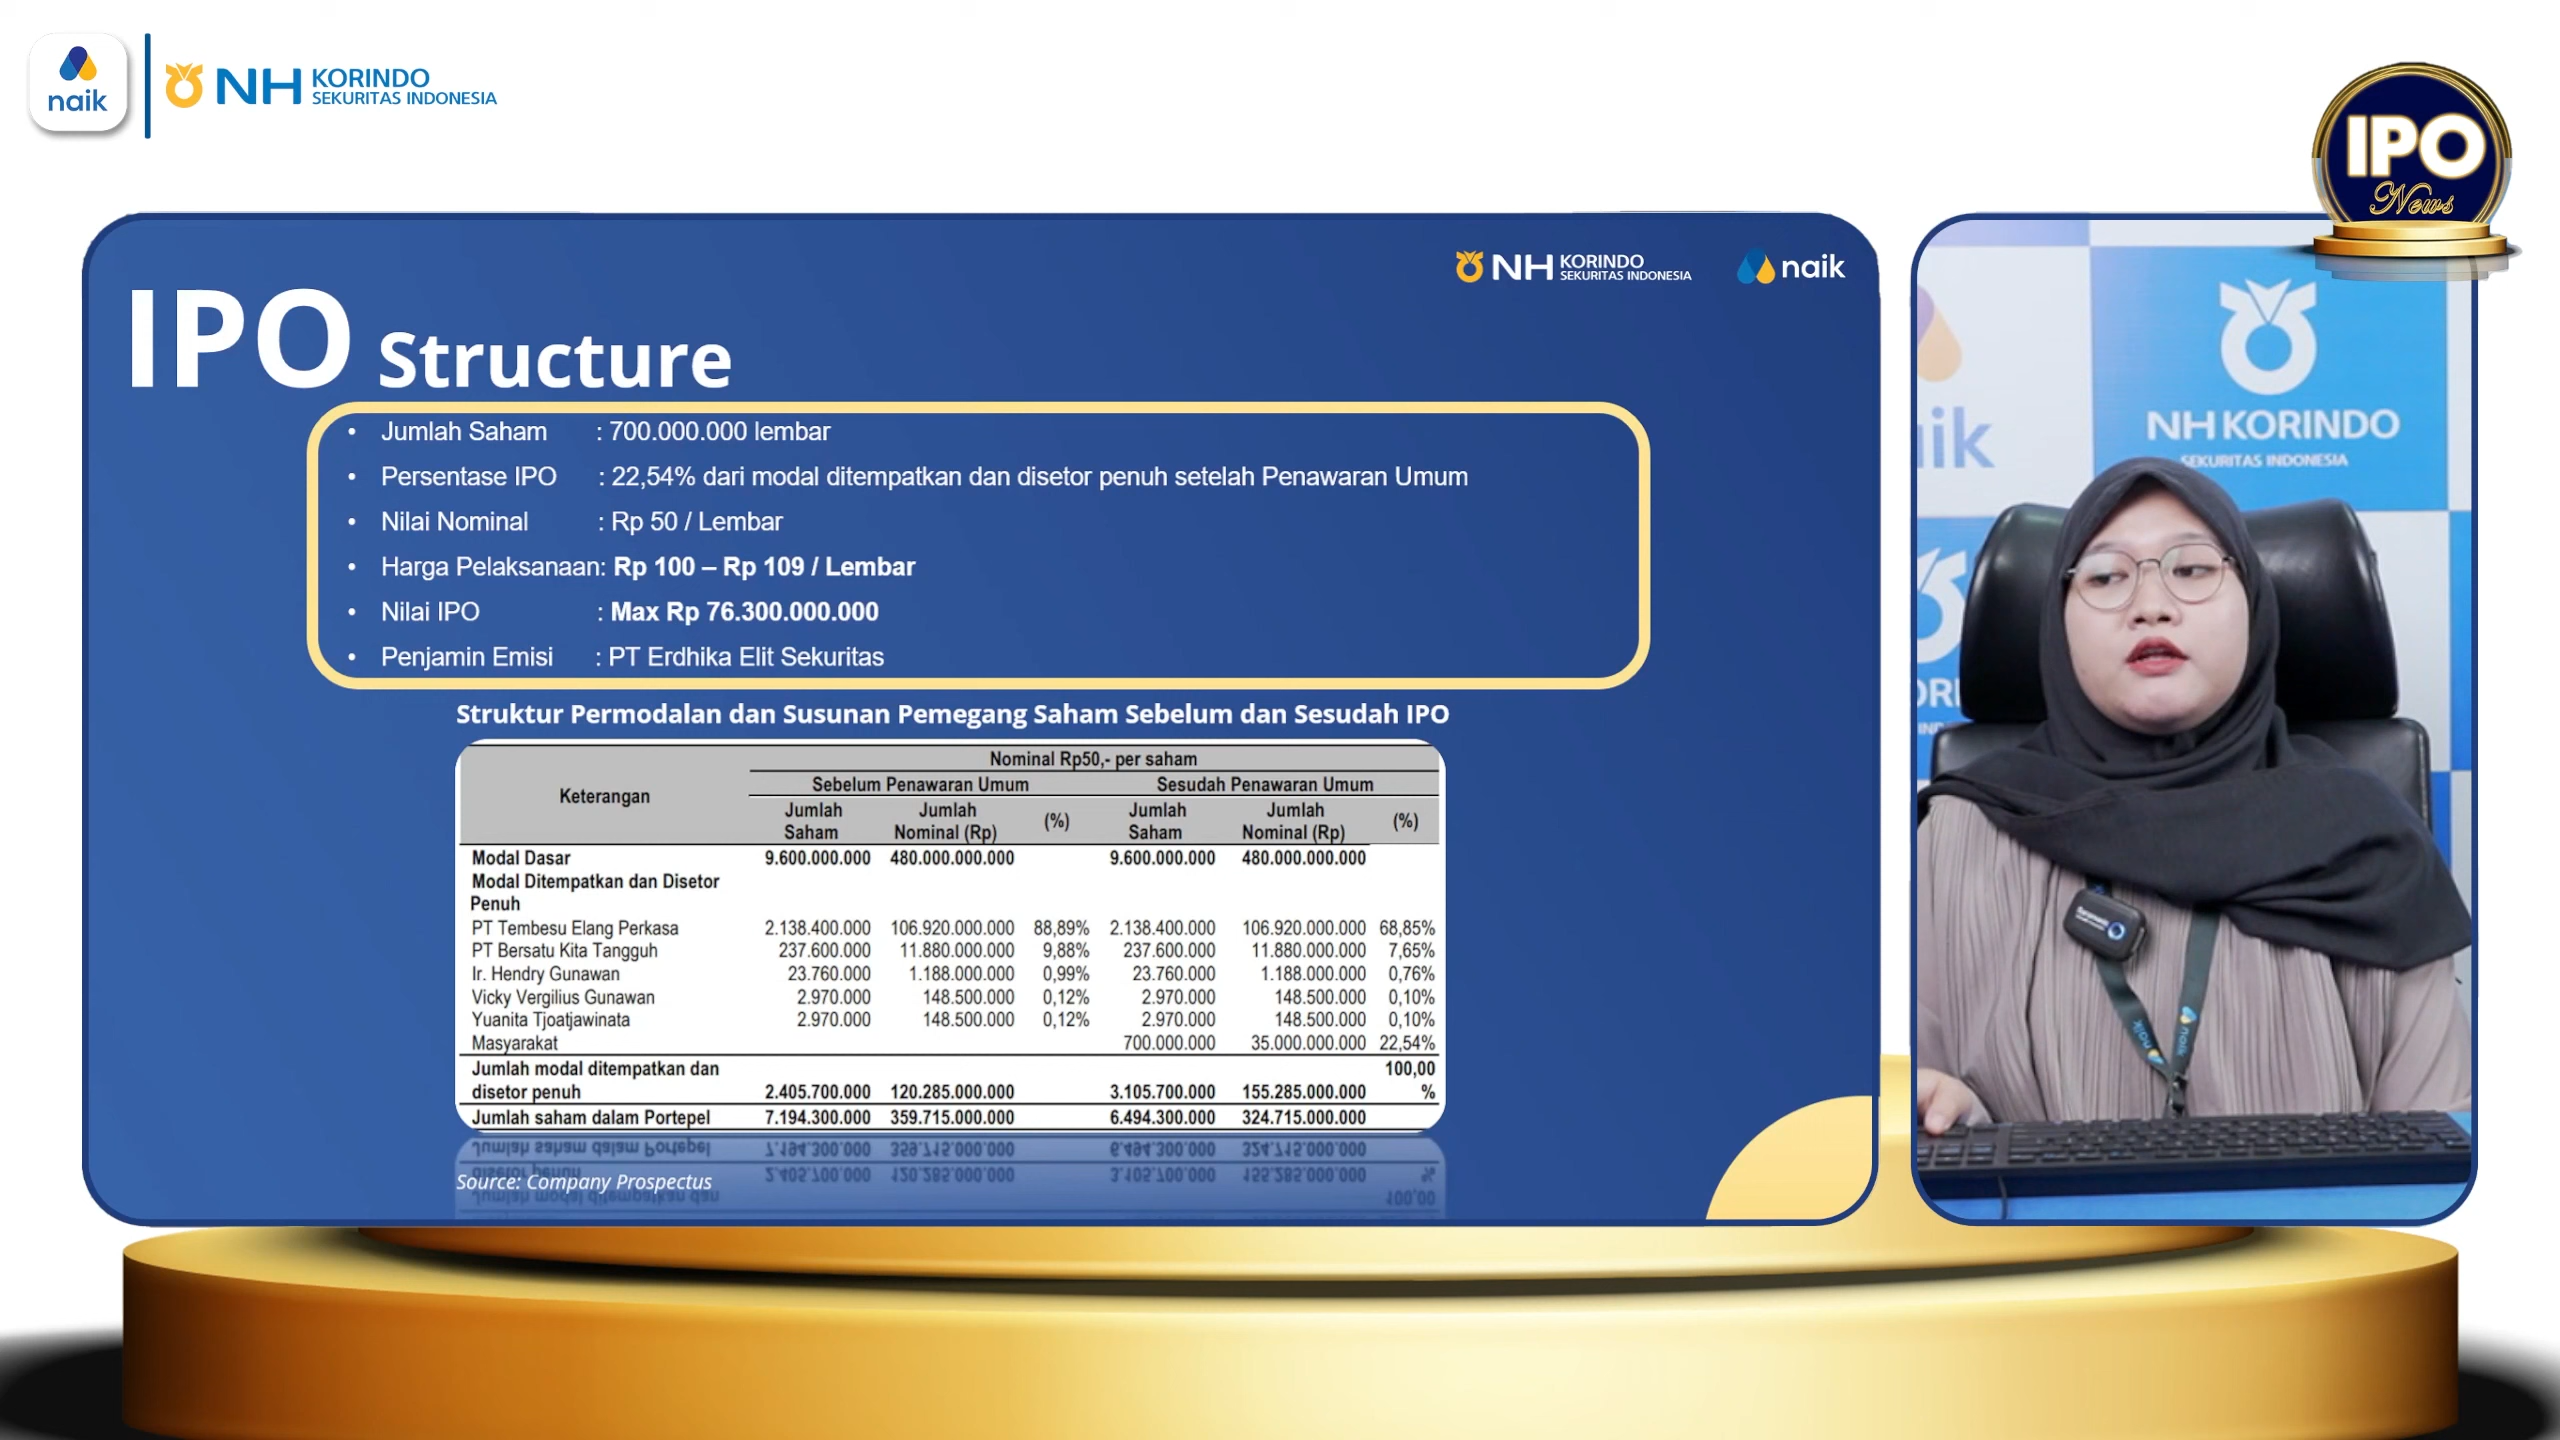 naik
NH KORINDO
SEKURITAS INDONESIA
IPO
News
NH KORINDO
SEKURITAS INDONESIA
naik
IPO Structure
• Jumlah Saham : 700.000.000 lembar
• Persentase IPO : 22,54% dari modal ditempatkan dan disetor penuh setelah Penawaran Umum
• Nilai Nominal : Rp 50 / Lembar
• Harga Pelaksanaan: Rp 100 – Rp 109 / Lembar
• Nilai IPO : Max Rp 76.300.000.000
• Penjamin Emisi : PT Erdhika Elit Sekuritas
Struktur Permodalan dan Susunan Pemegang Saham Sebelum dan Sesudah IPO
Nominal Rp50,- per saham
Keterangan
Sebelum Penawaran Umum Sesudah Penawaran Umum
Jumlah Saham Jumlah Nominal (Rp) (%) Jumlah Saham Jumlah Nominal (Rp) (%)
Modal Dasar 9.600.000.000 480.000.000.000 9.600.000.000 480.000.000.000
Modal Ditempatkan dan Disetor
Penuh
PT Tembesu Elang Perkasa 2.138.400.000 106.920.000.000 88,89% 2.138.400.000 106.920.000.000 68,85%
PT Bersatu Kita Tangguh 237.600.000 11.880.000.000 9,88% 237.600.000 11.880.000.000 7,65%
Ir. Hendry Gunawan 23.760.000 1.188.000.000 0,99% 23.760.000 1.188.000.000 0,76%
Vicky Vergilius Gunawan 2.970.000 148.500.000 0,12% 2.970.000 148.500.000 0,10%
Yuanita Tjoatjawinata 2.970.000 148.500.000 0,12% 2.970.000 148.500.000 0,10%
Masyarakat 700.000.000 35.000.000.000 22,54%
Jumlah modal ditempatkan dan 100,00
disetor penuh 2.405.700.000 120.285.000.000 3.105.700.000 155.285.000.000 %
Jumlah saham dalam Portepel 7.194.300.000 359.715.000.000 6.494.300.000 324.715.000.000
Source: Company Prospectus
NH KORINDO
SEKURITAS INDONESIA
naik
naik